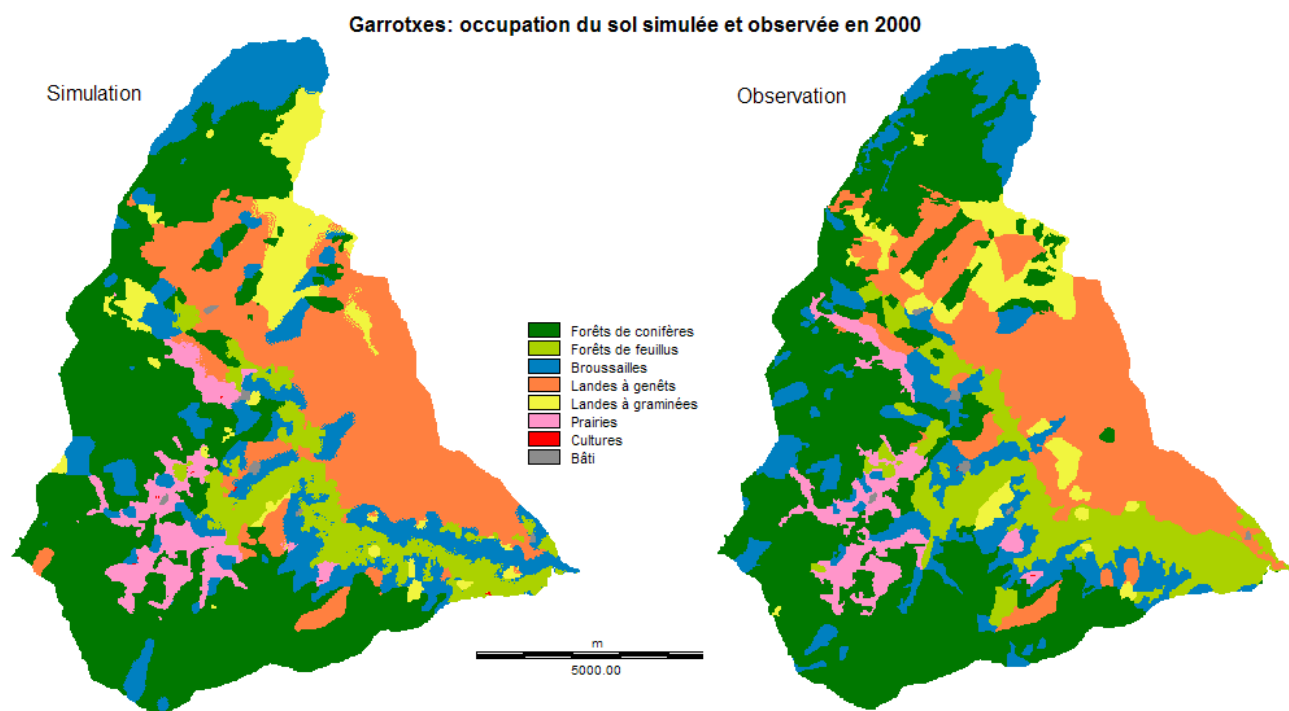 Garrotxes: occupation du sol simulée et observée en 2000
Simulation
Observation
Forêts de conifères
Forêts de feuillus
Broussailles
Landes à genêts
Landes à graminées
Prairies
Cultures
Bâti
m
5000.00